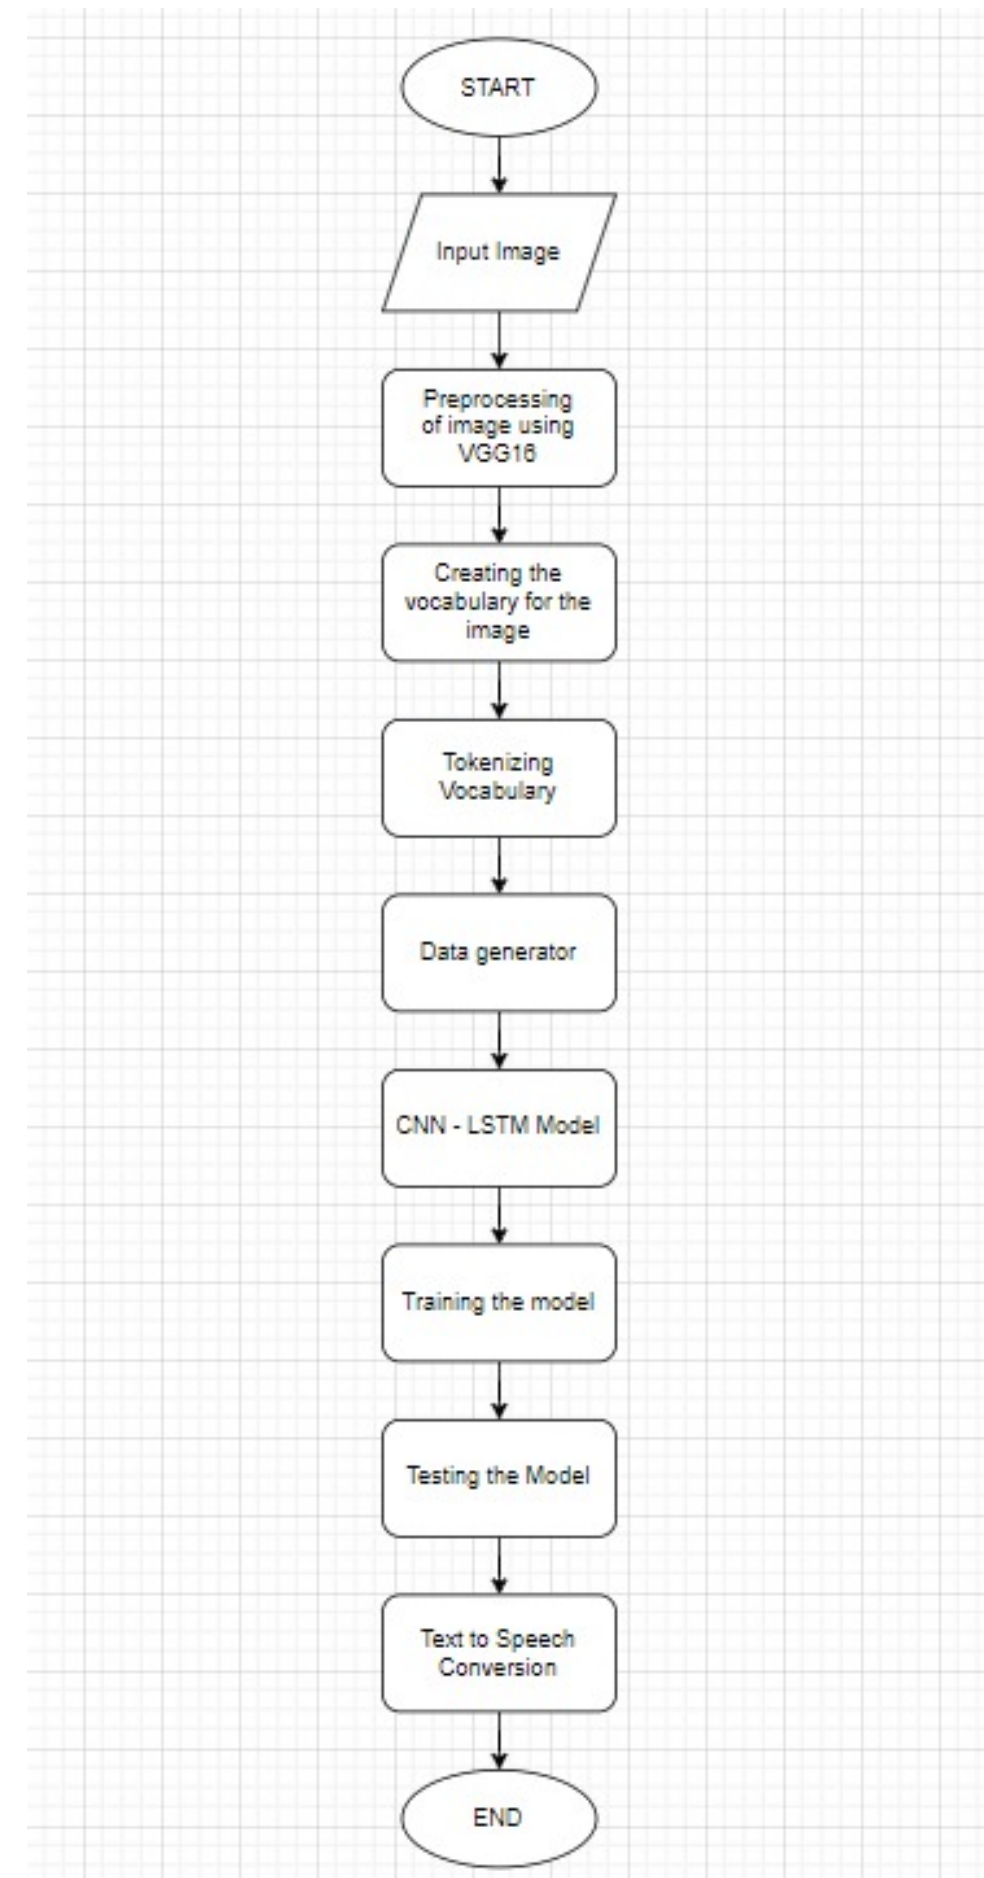 START
Input Image
Preprocessing
of image using
VGG16
Creating the
vocabulary for the
image
Tokenizing
Vocabulary
Data generator
CNN - LSTM Model
Training the model
Testing the Model
Text to Speech
Conversion
END